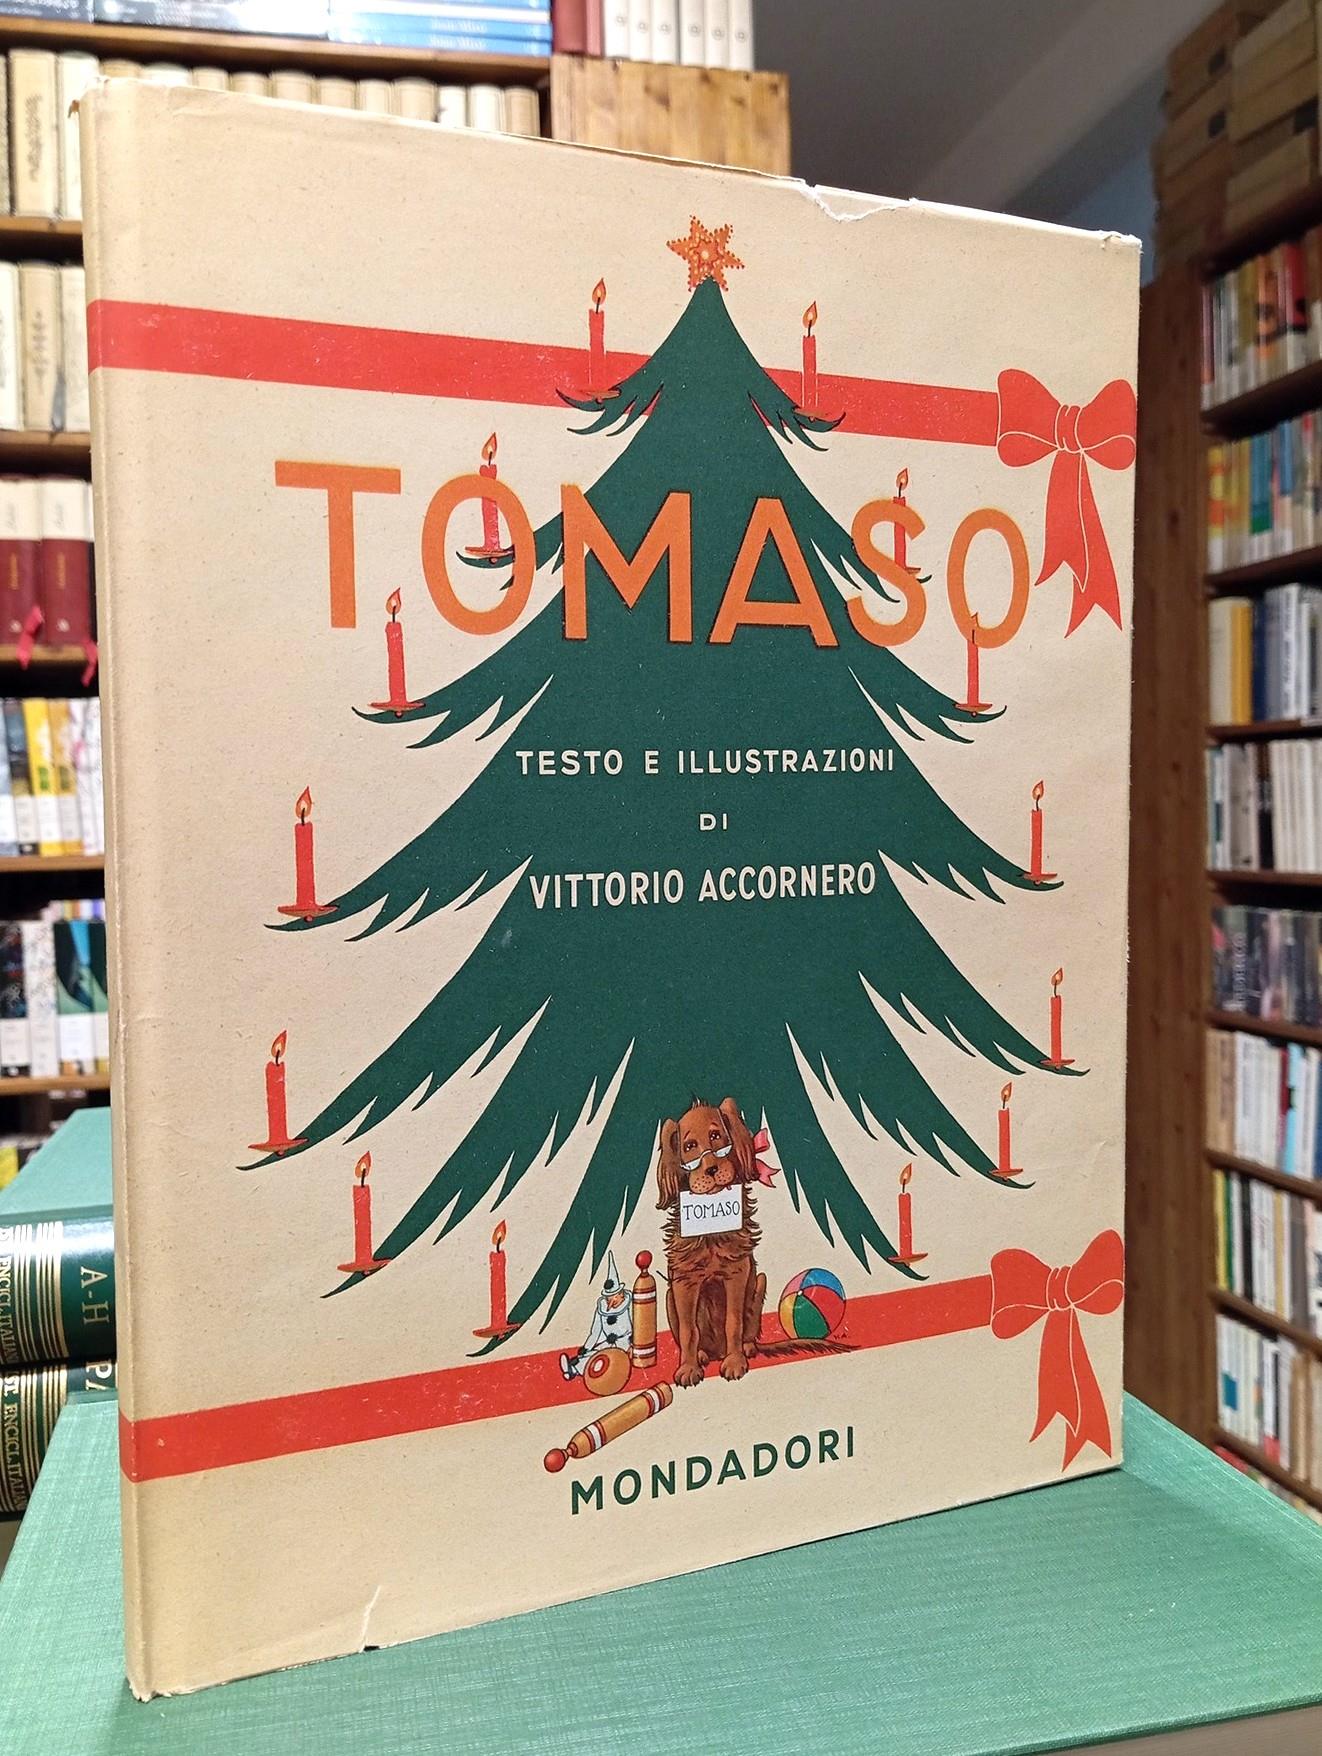 TOMASO
TESTO E ILLUSTRAZIONI
DI
VITTORIO ACCORNERO
TOMASO
MONDADORI
A-H